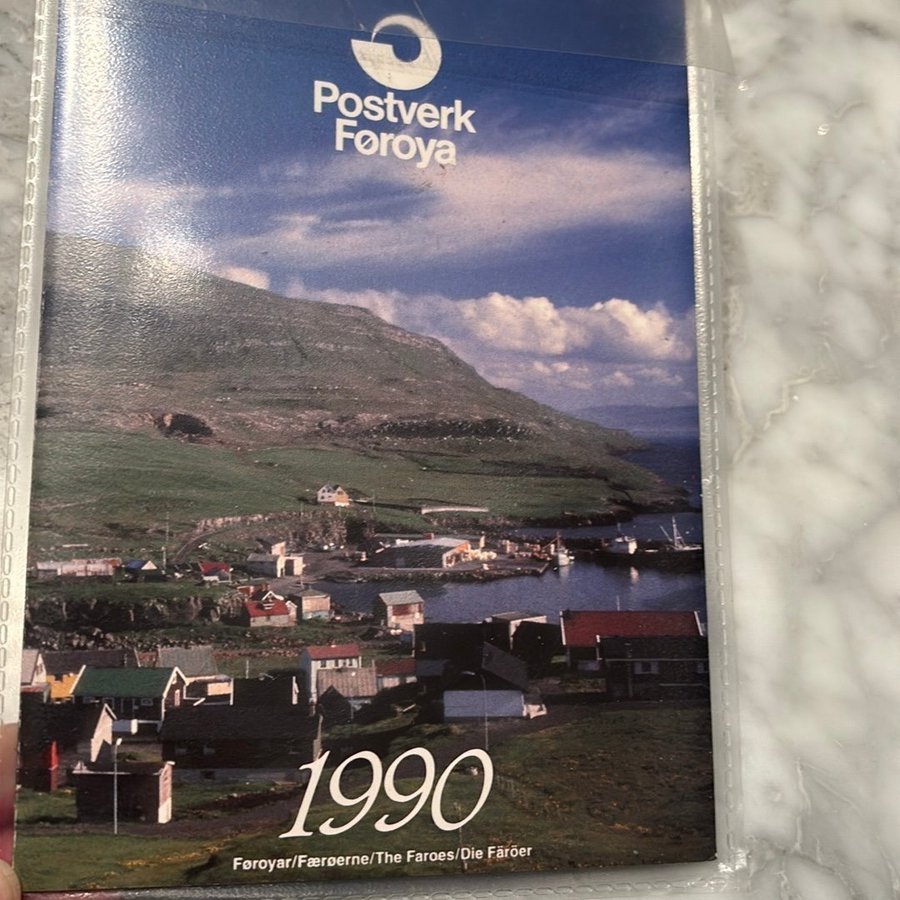 Postverk
Føroya
1990
Føroyar/Færøerne/The Faroes/Die Färöer